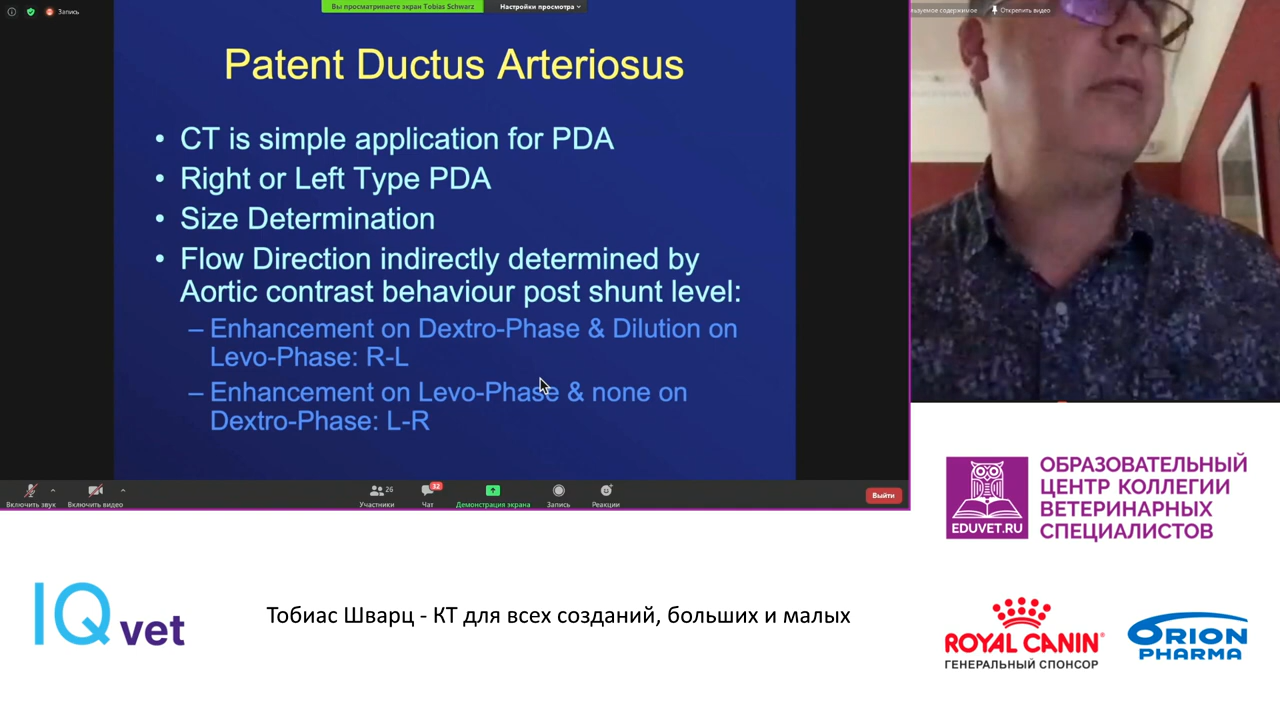 Запись
Вы просматриваете экран Tobias Schwarz
Настройки просмотра
содержимое
Открепить видео
Patent Ductus Arteriosus
• CT is simple application for PDA
• Right or Left Type PDA
• Size Determination
• Flow Direction indirectly determined by
Aortic contrast behaviour post shunt level:
– Enhancement on Dextro-Phase & Dilution on
Levo-Phase: R-L
– Enhancement on Levo-Phase & none on
Dextro-Phase: L-R
Включить звук
Включить видео
26
Участники
32
Чат
Демонстрация экрана
Запись
Реакции
Выйти
EDUVET.RU
ОБРАЗОВАТЕЛЬНЫЙ
ЦЕНТР КОЛЛЕГИИ
ВЕТЕРИНАРНЫХ
СПЕЦИАЛИСТОВ
IQ vet
Тобиас Шварц - КТ для всех созданий, больших и малых
ROYAL CANIN
ГЕНЕРАЛЬНЫЙ СПОНСОР
ORION
PHARMA